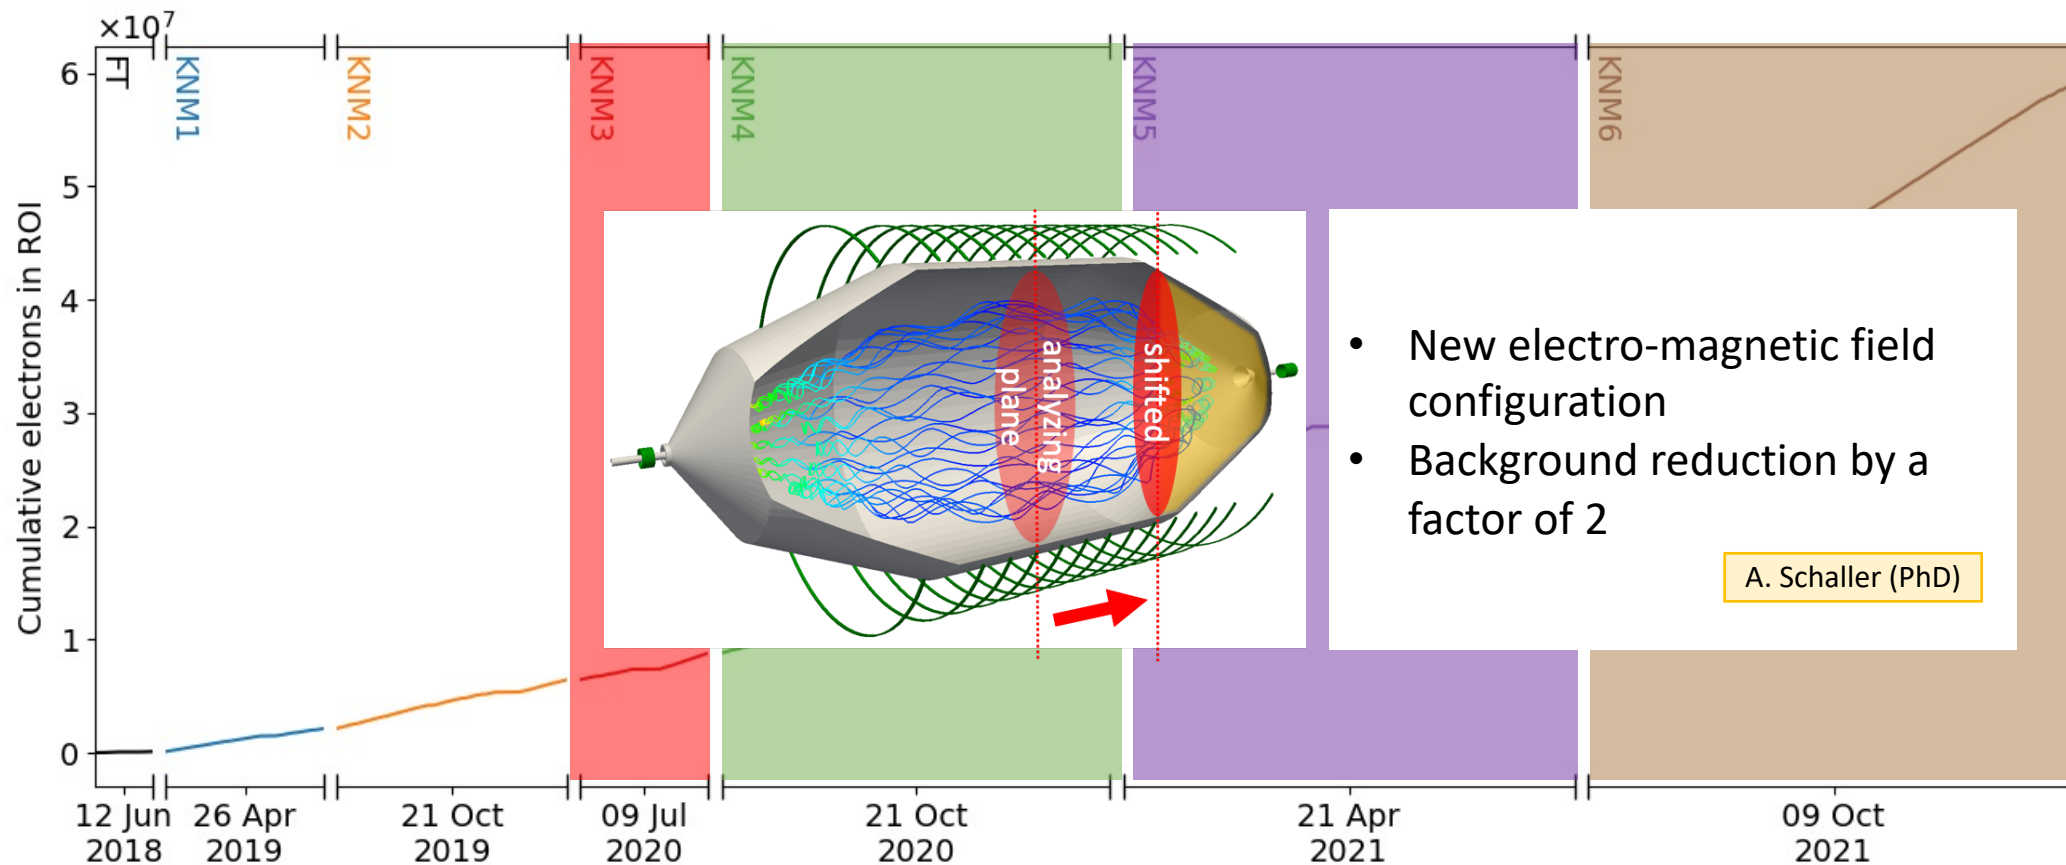 ×10⁷
FT
KNM1
KNM2
KNM3
KNM4
KNM5
KNM6
Cumulative electrons in ROI
6
5
4
3
2
1
0
analyzing
plane
shifted
• New electro-magnetic field
configuration
• Background reduction by a
factor of 2
A. Schaller (PhD)
12 Jun
2018
26 Apr
2019
21 Oct
2019
09 Jul
2020
21 Oct
2020
21 Apr
2021
09 Oct
2021